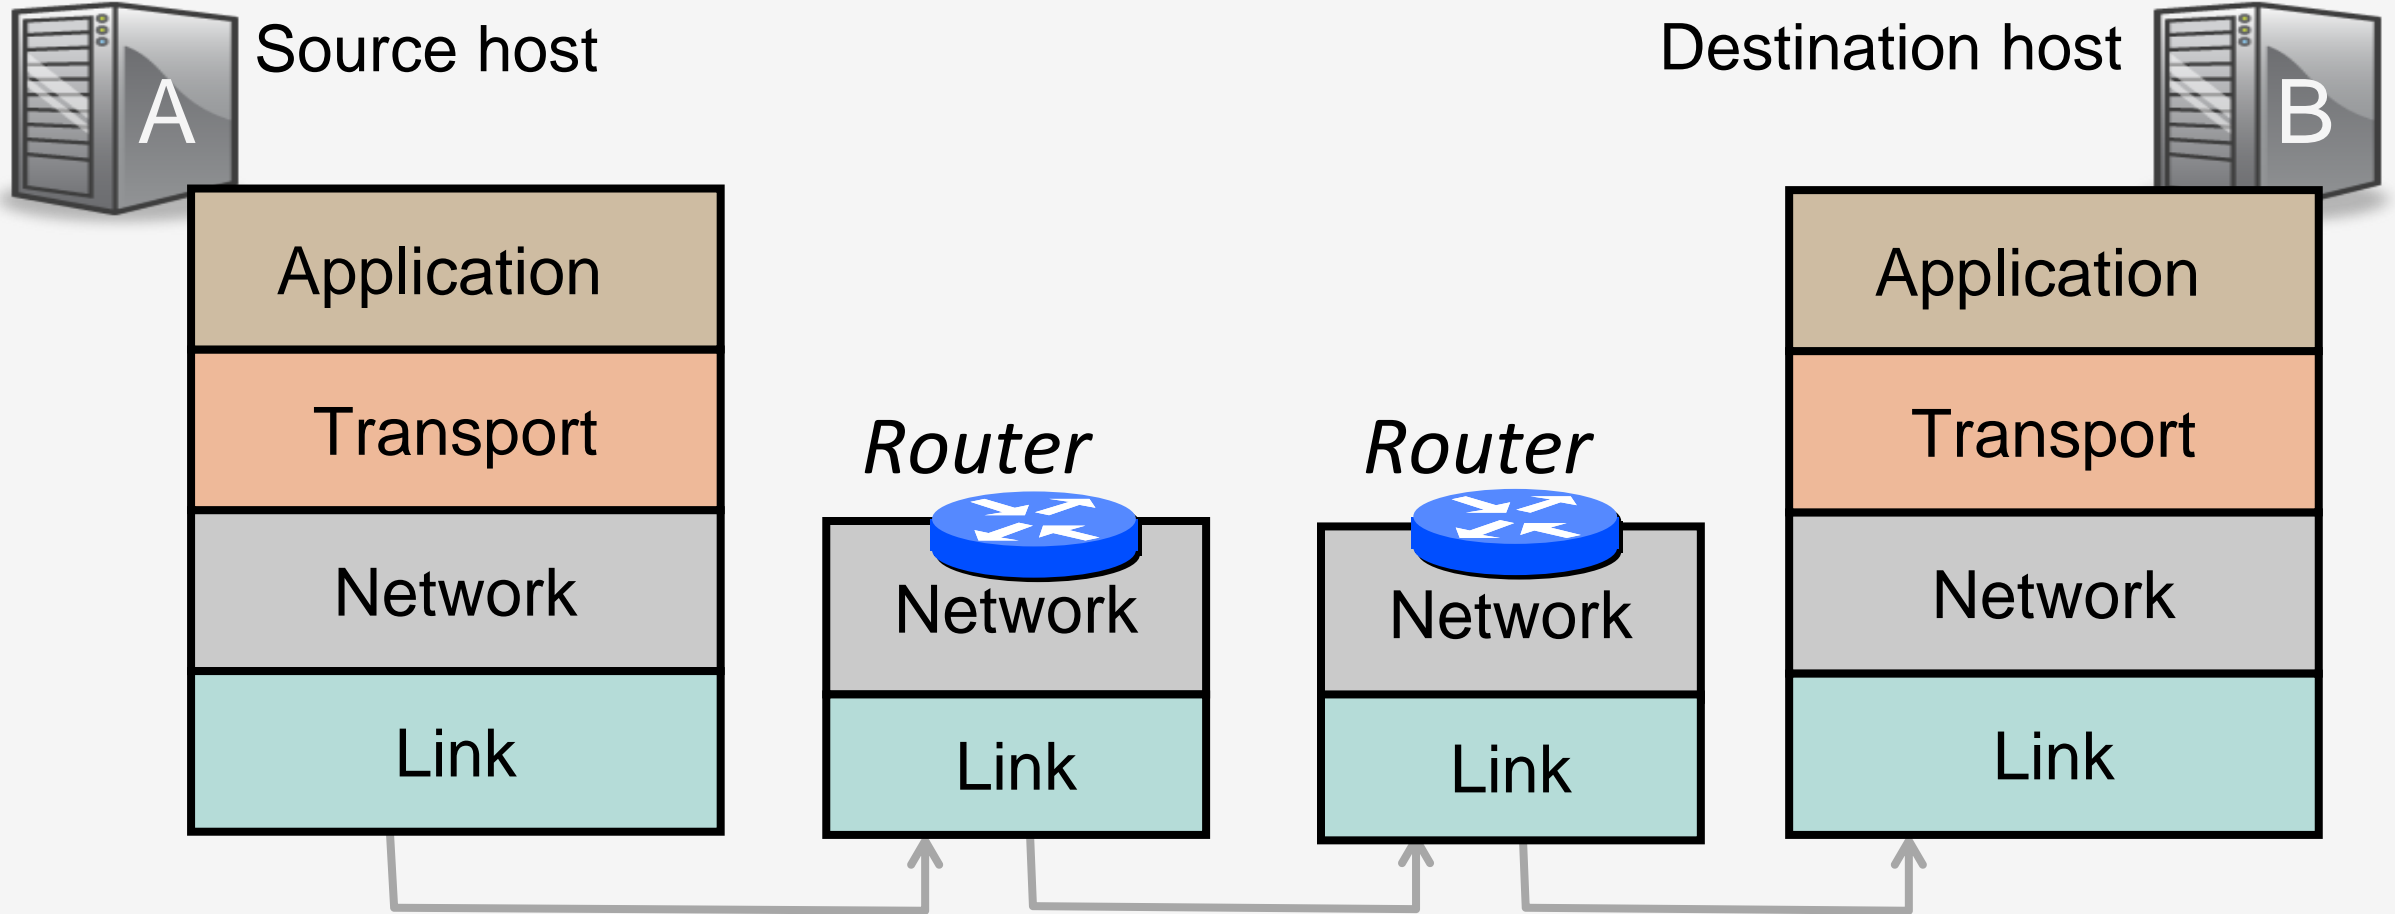 Source host
Destination host
A
B
Application
Transport
Network
Link
Router
Network
Link
Router
Network
Link
Application
Transport
Network
Link